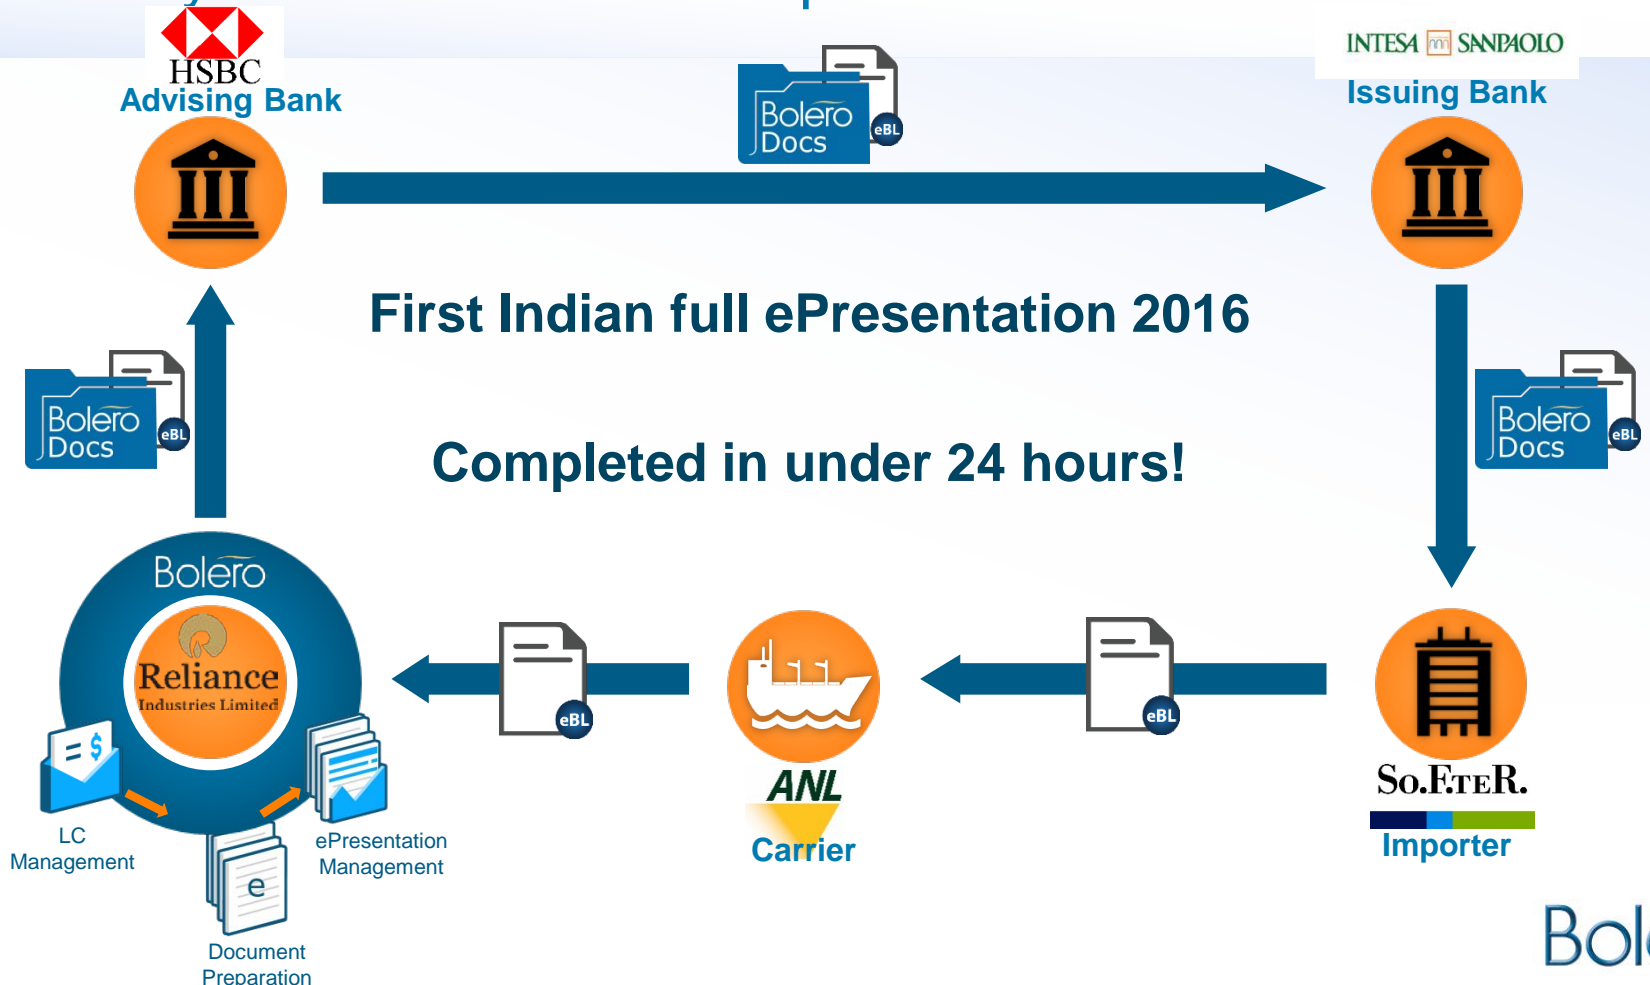 HSBC
Advising Bank
INTESA SANPAOLO
Issuing Bank
Bolero
Docs
eBL
First Indian full ePresentation 2016
Bolero
Docs
eBL
Bolero
Docs
eBL
Completed in under 24 hours!
Bolero
Reliance
Industries Limited
= $
LC
Management
e
Document
Preparation
ePresentation
Management
eBL
ANL
Carrier
eBL
So.F.teR.
Importer